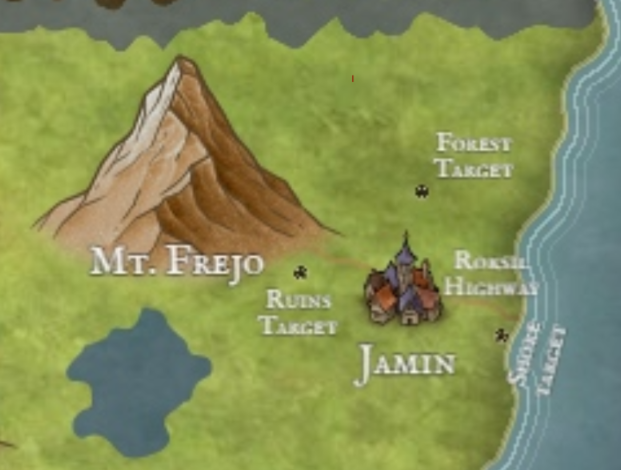 Forest
Target
Mt. Frejo
Roksil
Highway
Ruins
Target
Jamin
Shore
Target